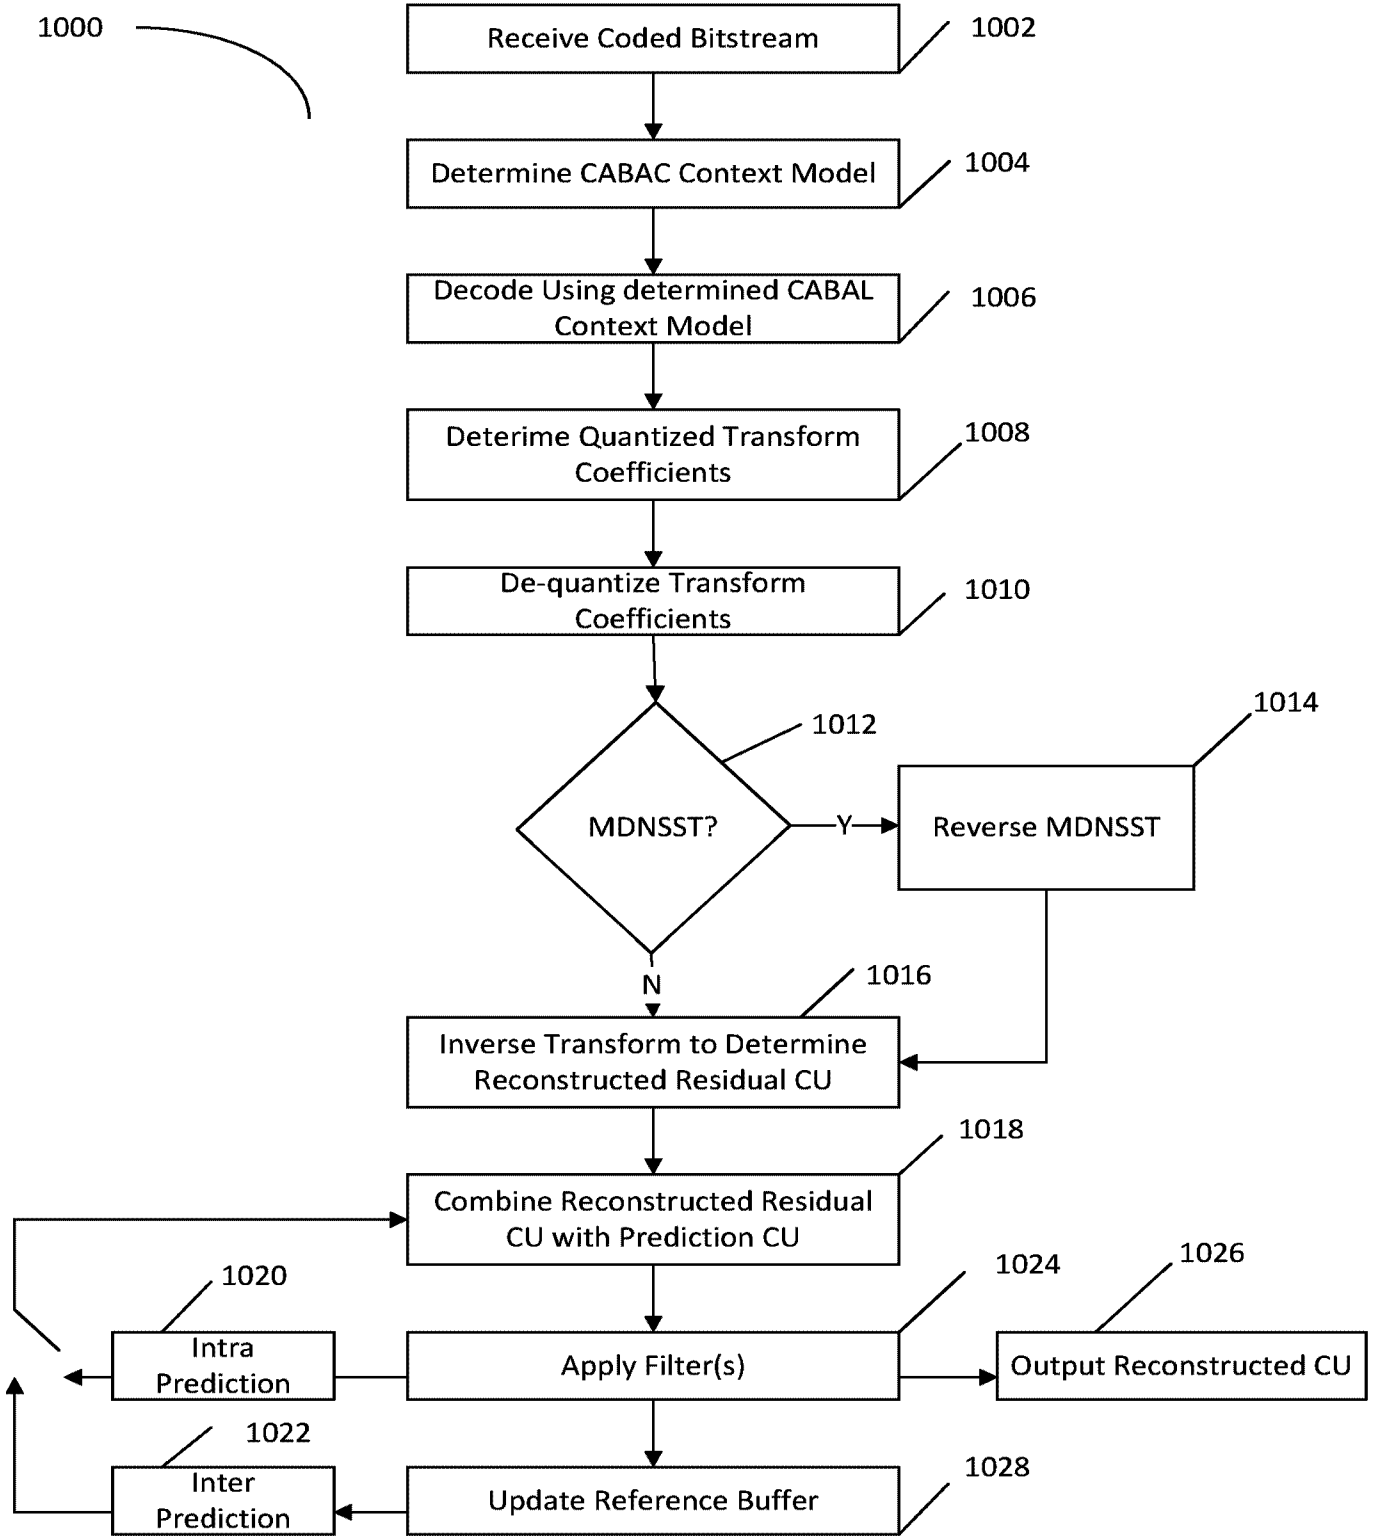 1000
Receive Coded Bitstream
1002
Determine CABAC Context Model
1004
Decode Using determined CABAL
Context Model
1006
Deterime Quantized Transform
Coefficients
1008
De-quantize Transform
Coefficients
1010
MDNSST?
1012
Y
Reverse MDNSST
1014
N
1016
Inverse Transform to Determine
Reconstructed Residual CU
1018
Combine Reconstructed Residual
CU with Prediction CU
1020
Intra
Prediction
1024
Apply Filter(s)
1026
Output Reconstructed CU
1022
Inter
Prediction
Update Reference Buffer
1028